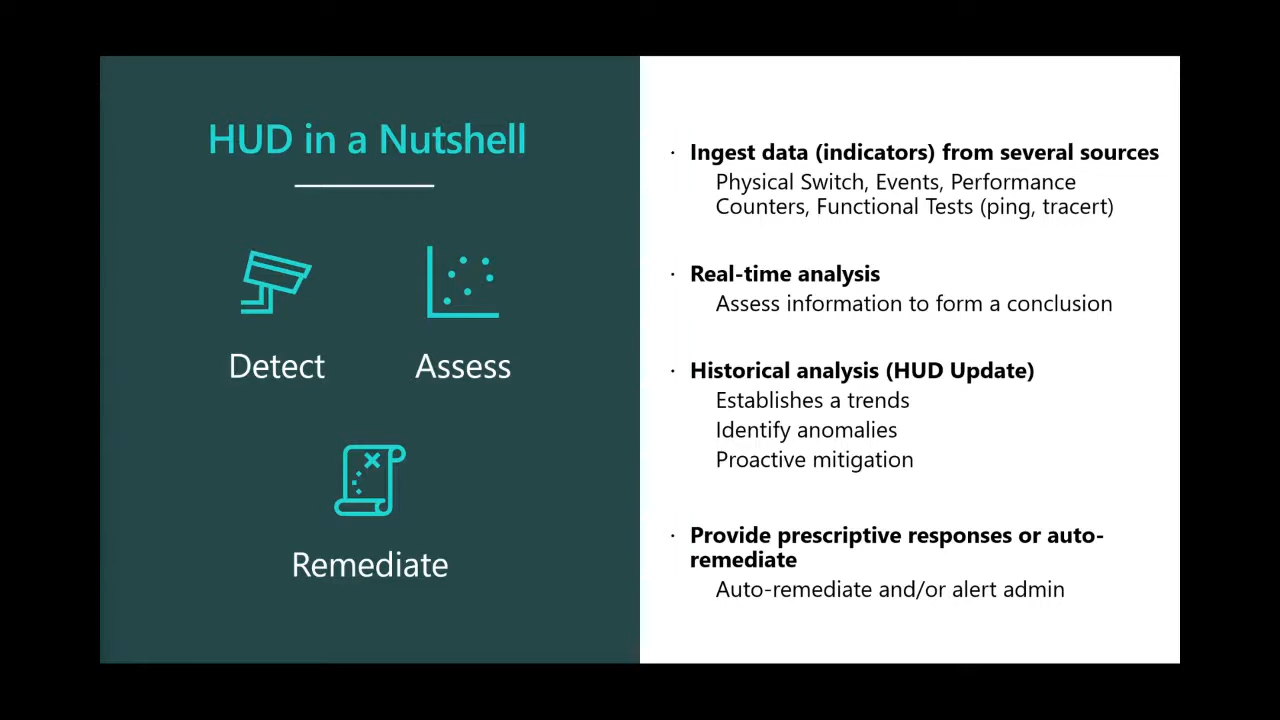 HUD in a Nutshell
Detect
Assess
Remediate
· Ingest data (indicators) from several sources
Physical Switch, Events, Performance
Counters, Functional Tests (ping, tracert)
· Real-time analysis
Assess information to form a conclusion
· Historical analysis (HUD Update)
Establishes a trends
Identify anomalies
Proactive mitigation
· Provide prescriptive responses or auto-
remediate
Auto-remediate and/or alert admin